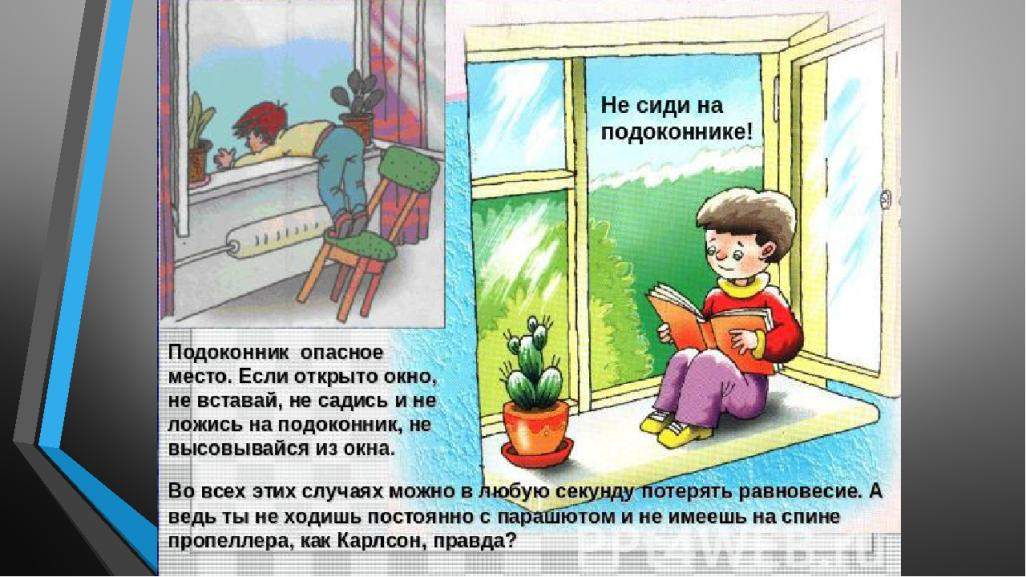 Не сиди на
подоконнике!
Подоконник опасное
место. Если открыто окно,
не вставай, не садись и не
ложись на подоконник, не
высовывайся из окна.
Во всех этих случаях можно в любую секунду потерять равновесие. А
ведь ты не ходишь постоянно с парашютом и не имеешь на спине
пропеллера, как Карлсон, правда?
PPt4WEB.ru